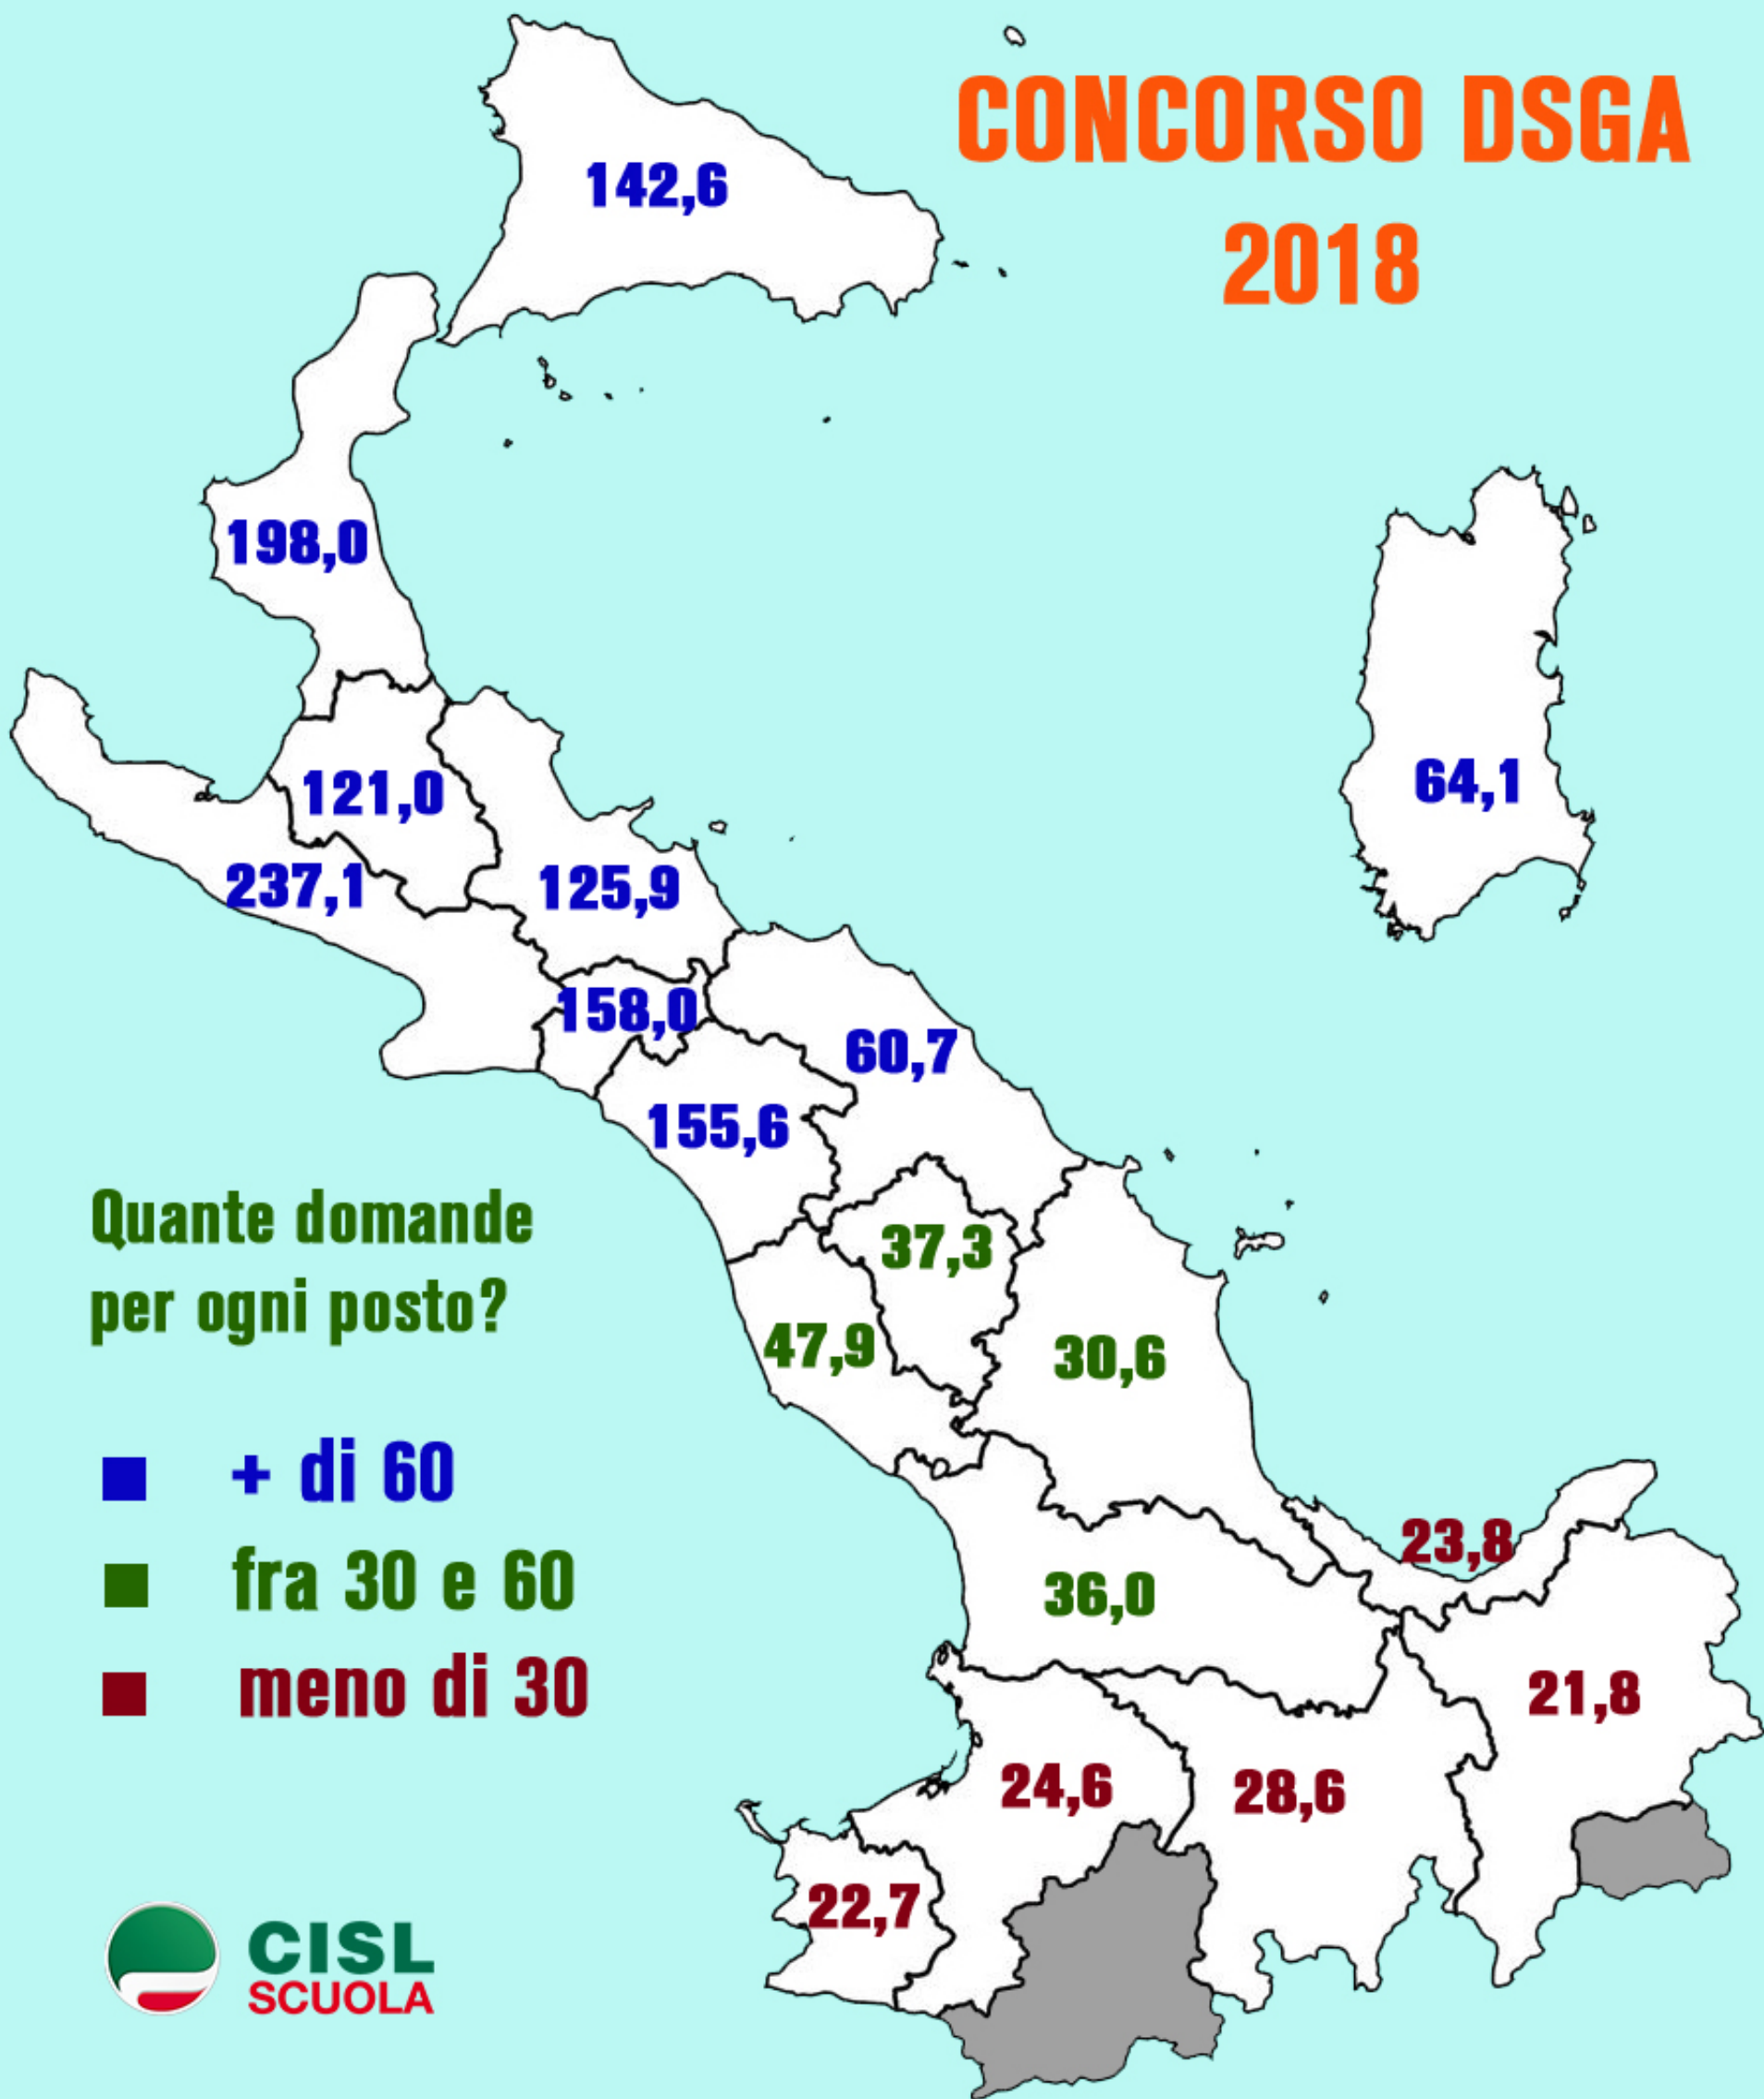 CONCORSO DSGA
2018
142,6
198,0
64,1
121,0
237,1
125,9
158,0
60,7
155,6
Quante domande
per ogni posto?
37,3
47,9
30,6
+ di 60
fra 30 e 60
meno di 30
23,8
36,0
21,8
24,6
28,6
22,7
CISL
SCUOLA